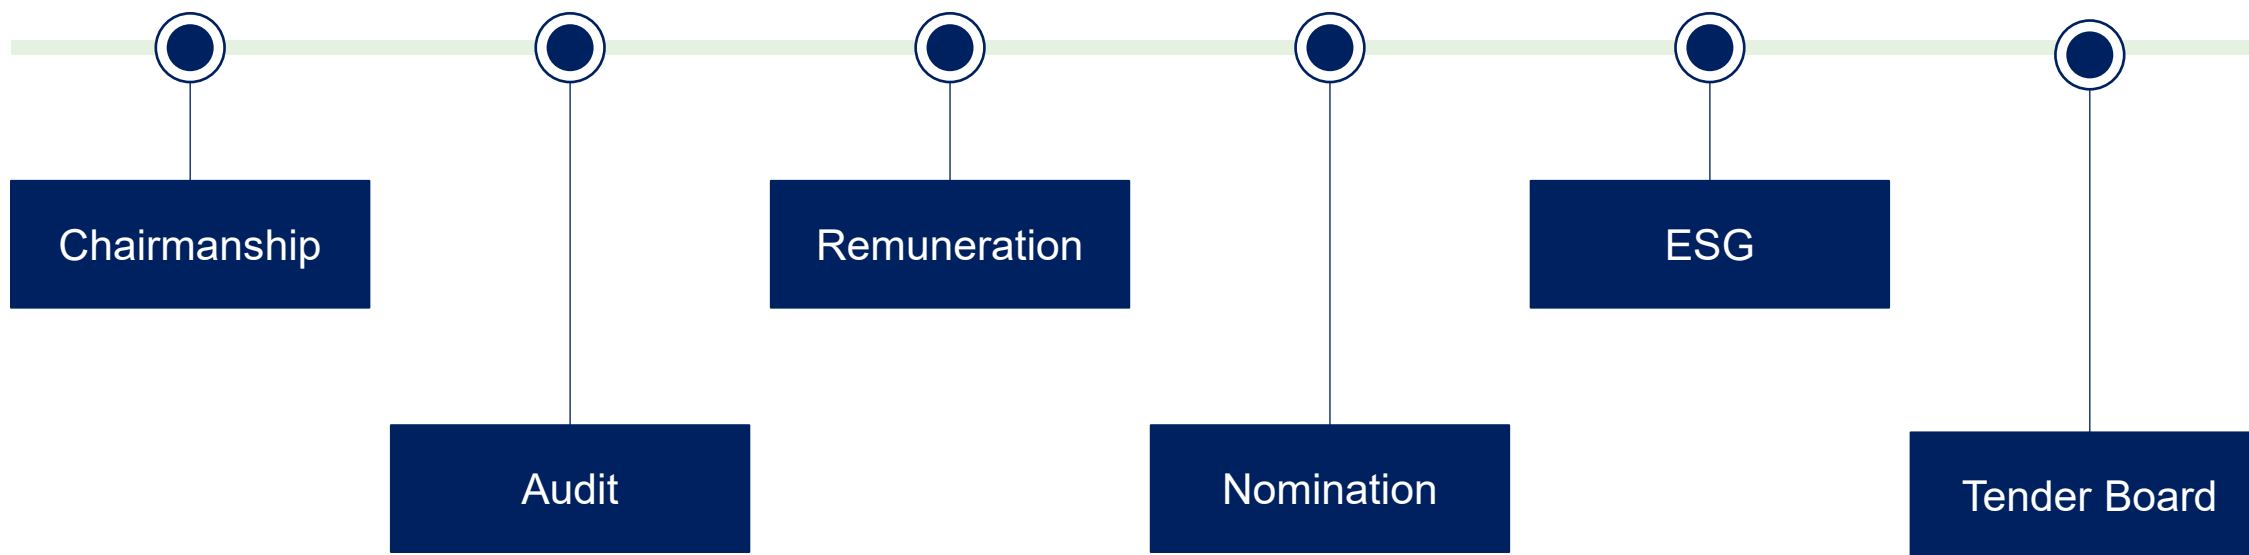 Chairmanship
Audit
Remuneration
Nomination
ESG
Tender Board